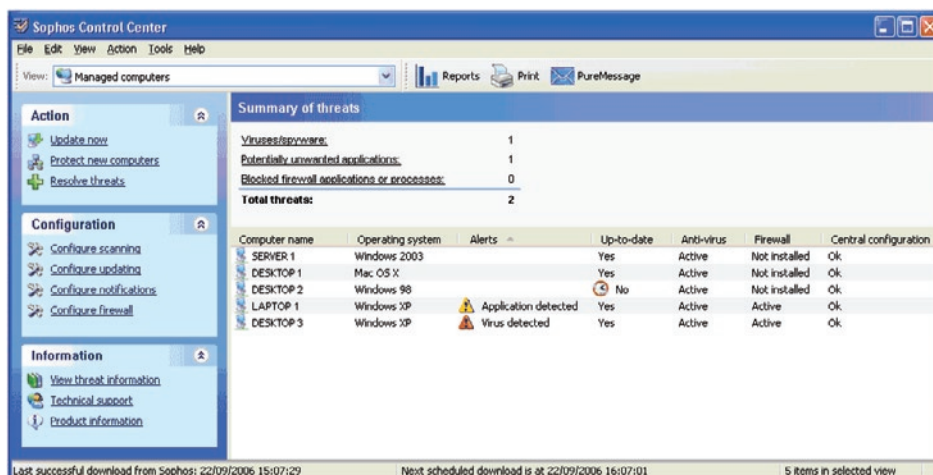 Sophos Control Center
File Edit View Action Tools Help
View: Managed computers Reports Print PureMessage
Action
Update now
Protect new computers
Resolve threats
Configuration
Configure scanning
Configure updating
Configure notifications
Configure firewall
Information
View threat information
Technical support
Product information
Summary of threats
Viruses/spyware: 1
Potentially unwanted applications: 1
Blocked firewall applications or processes: 0
Total threats: 2
Computer name Operating system Alerts Up-to-date Anti-virus Firewall Central configuration
SERVER 1 Windows 2003 Yes Active Not installed Ok
DESKTOP 1 Mac OS X Yes Active Not installed Ok
DESKTOP 2 Windows 98 No Active Not installed Ok
LAPTOP 1 Windows XP Application detected Yes Active Active Ok
DESKTOP 3 Windows XP Virus detected Yes Active Active Ok
Last successful download from Sophos: 22/09/2006 15:07:29 Next scheduled download is at 22/09/2006 16:07:01 5 items in selected view